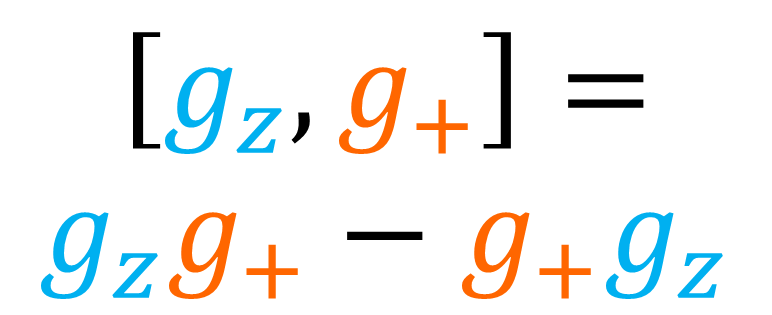 [g_z, g_+] =
g_z g_+ − g_+ g_z